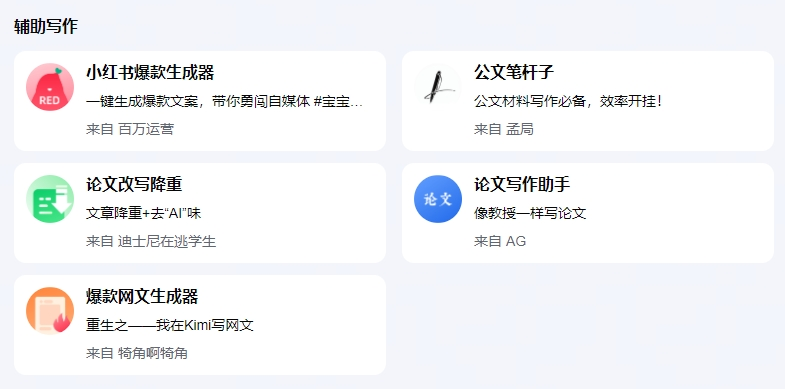 辅助写作
小红书爆款生成器
一键生成爆款文案，带你勇闯自媒体 #宝宝...
来自 百万运营
RED
公文笔杆子
公文材料写作必备，效率开挂！
来自 孟局
论文改写降重
文章降重+去“AI”味
来自 迪士尼在逃学生
论文写作助手
像教授一样写论文
来自 AG
论文
爆款网文生成器
重生之——我在Kimi写网文
来自 犄角啊犄角